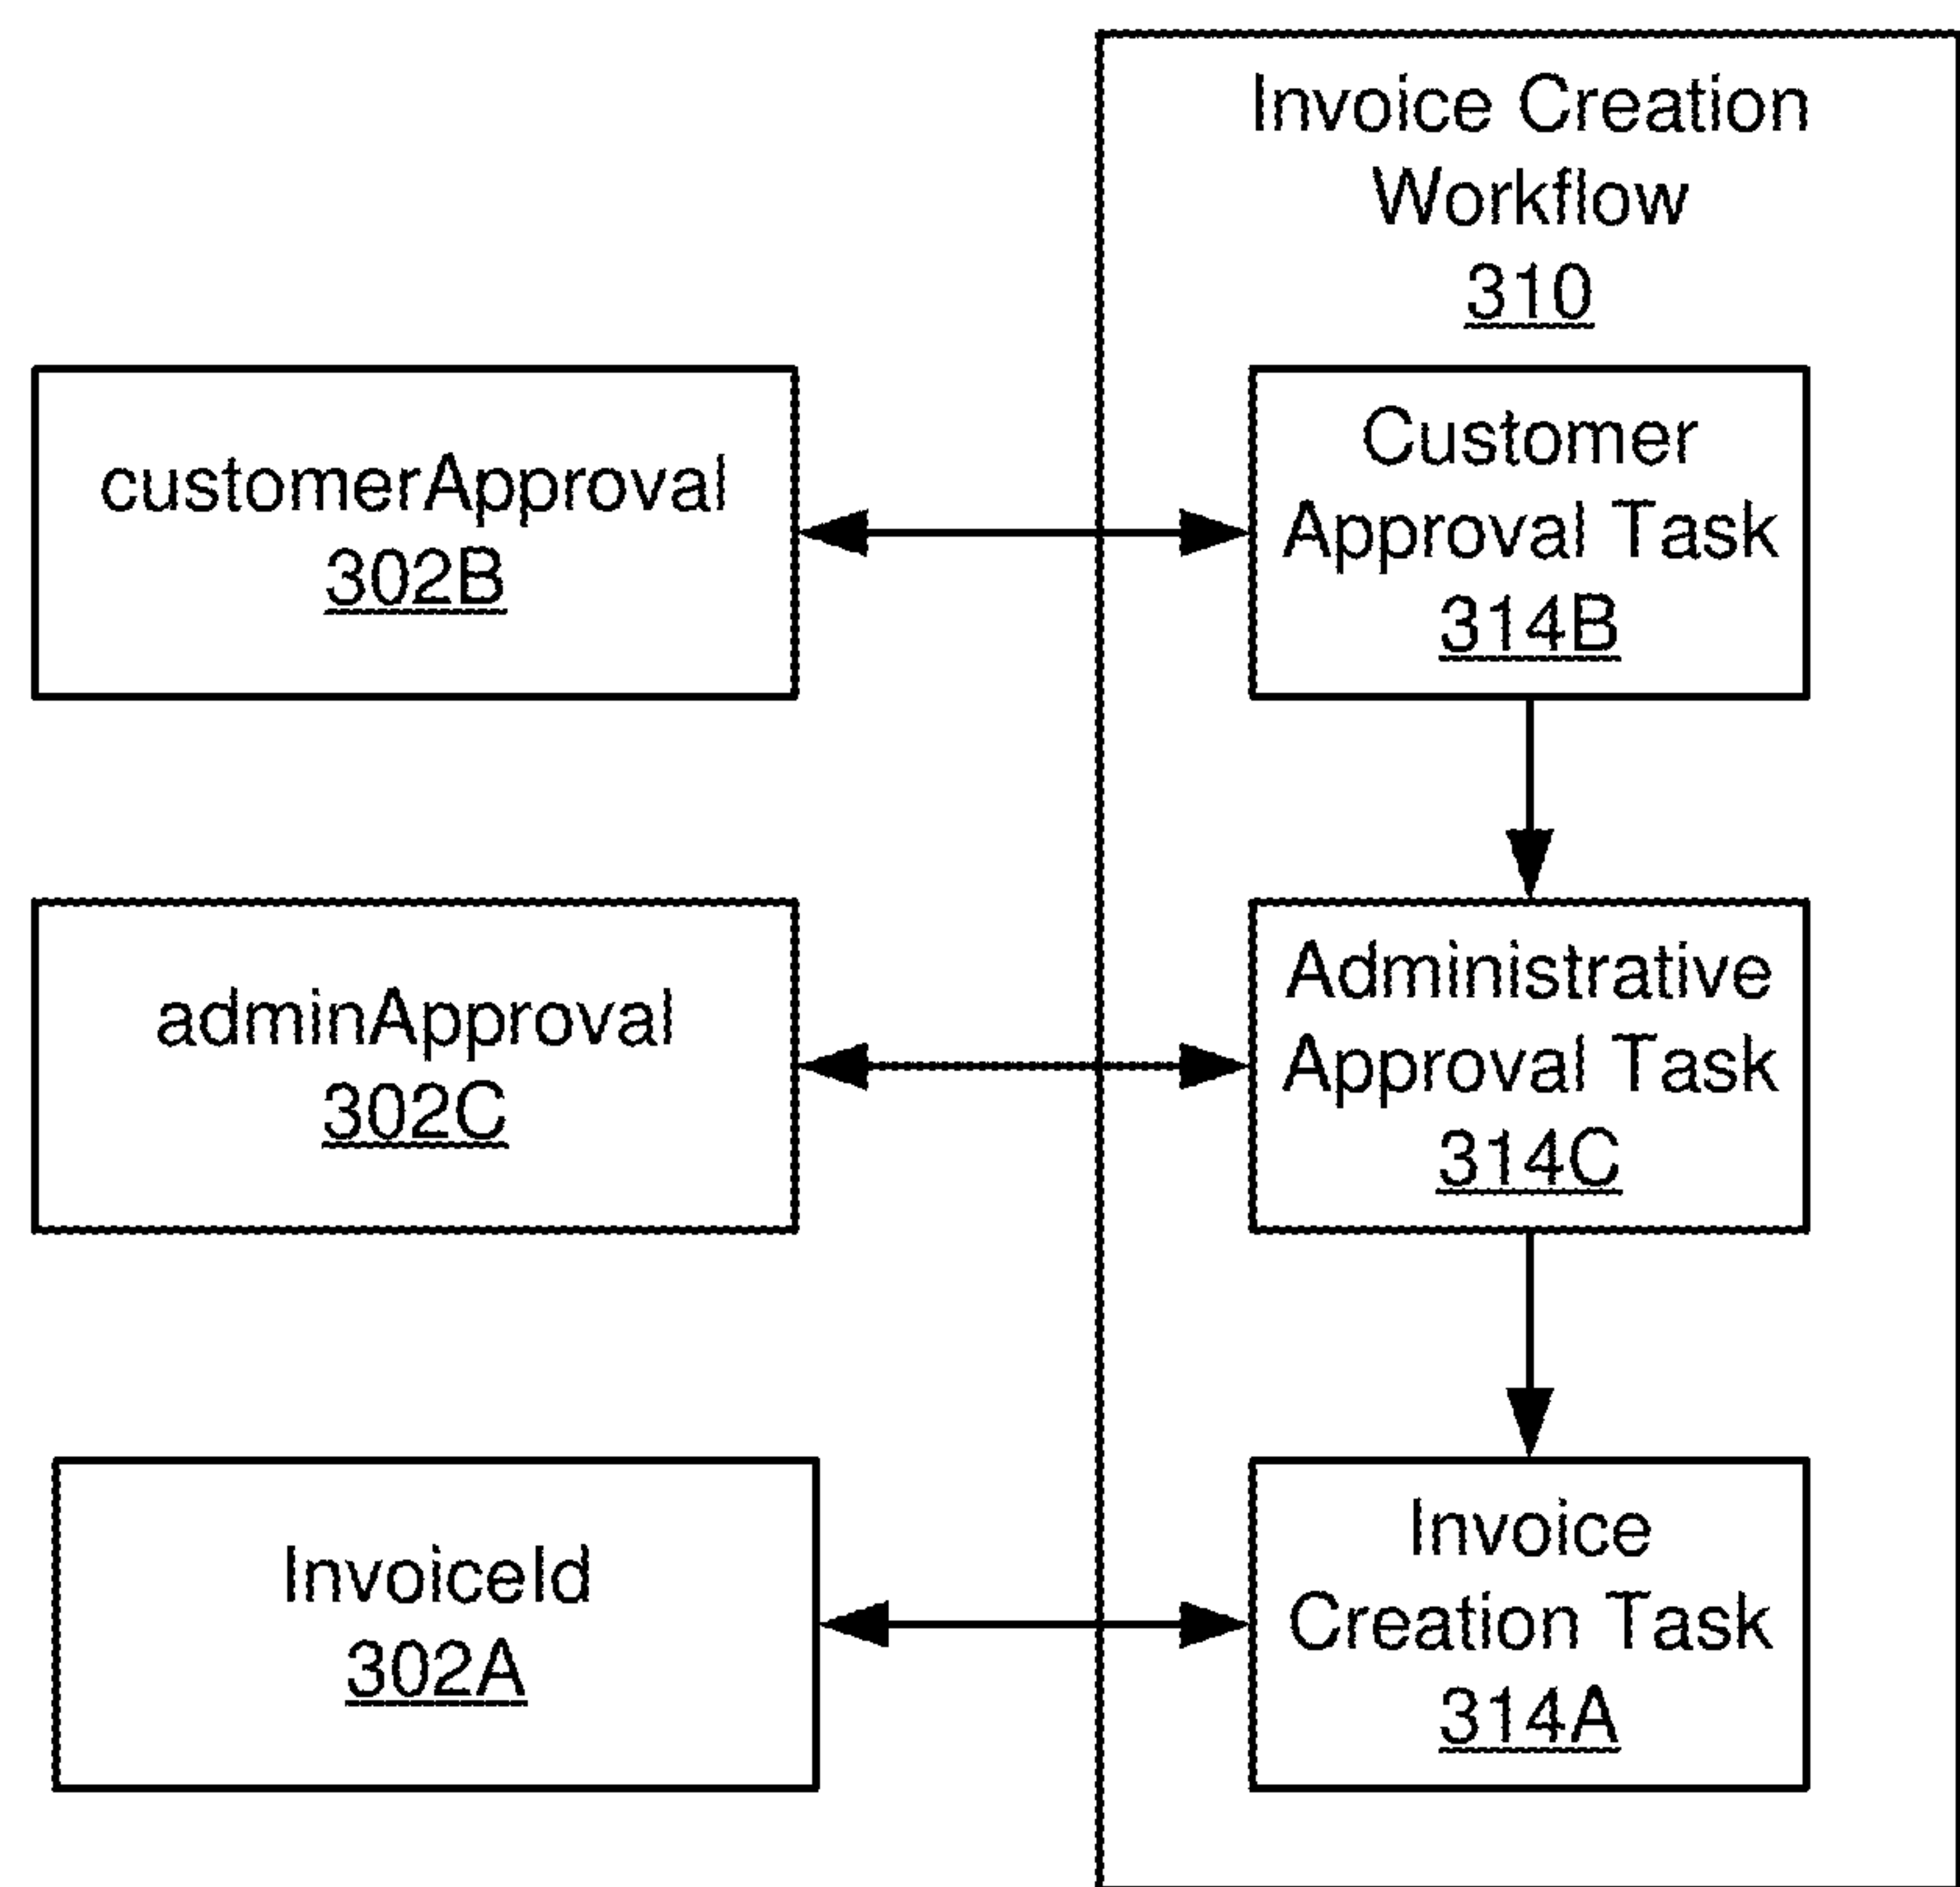 Invoice Creation
Workflow
310
customerApproval
302B
Customer
Approval Task
314B
adminApproval
302C
Administrative
Approval Task
314C
InvoiceId
302A
Invoice
Creation Task
314A